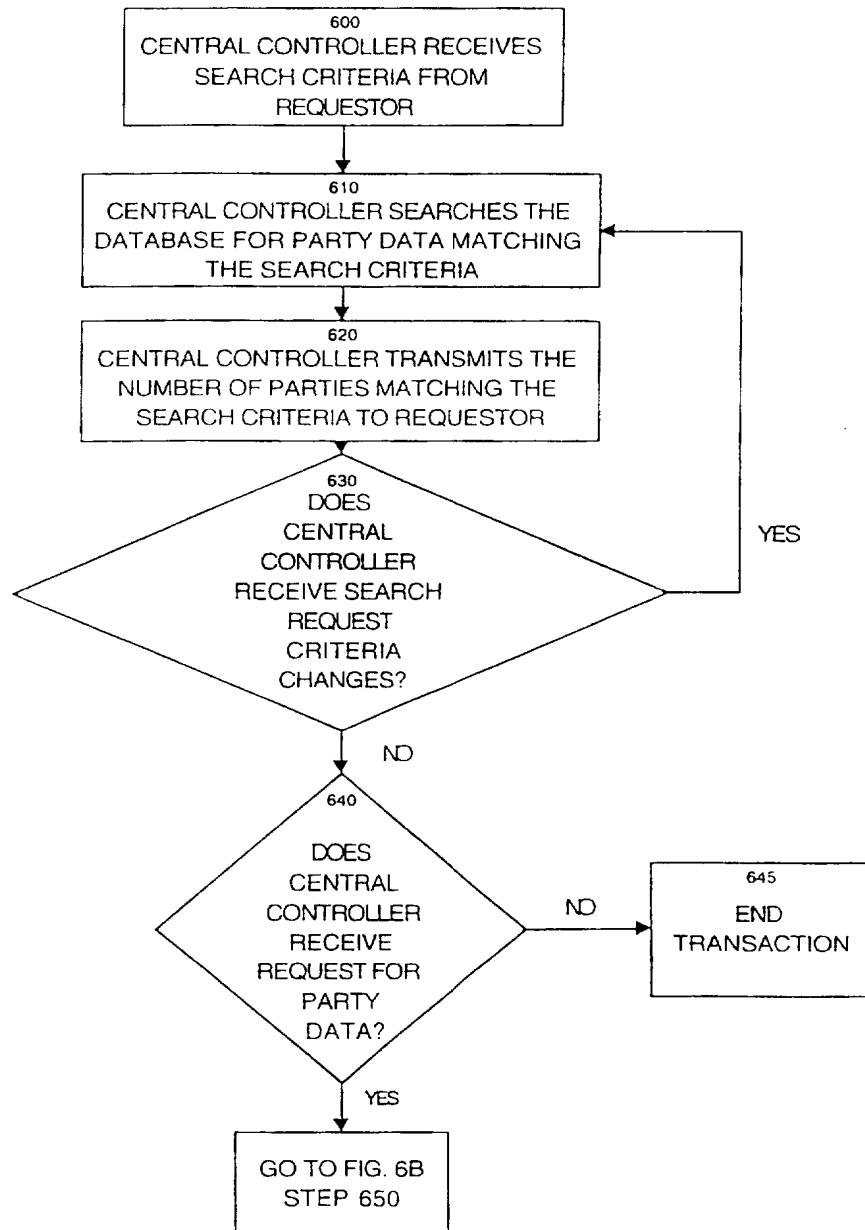 600
CENTRAL CONTROLLER RECEIVES
SEARCH CRITERIA FROM
REQUESTOR
610
CENTRAL CONTROLLER SEARCHES THE
DATABASE FOR PARTY DATA MATCHING
THE SEARCH CRITERIA
620
CENTRAL CONTROLLER TRANSMITS THE
NUMBER OF PARTIES MATCHING THE
SEARCH CRITERIA TO REQUESTOR
630
DOES
CENTRAL
CONTROLLER
RECEIVE SEARCH
REQUEST
CRITERIA
CHANGES?
YES
NO
640
DOES
CENTRAL
CONTROLLER
RECEIVE
REQUEST FOR
PARTY
DATA?
NO
645
END
TRANSACTION
YES
GO TO FIG. 6B
STEP 650